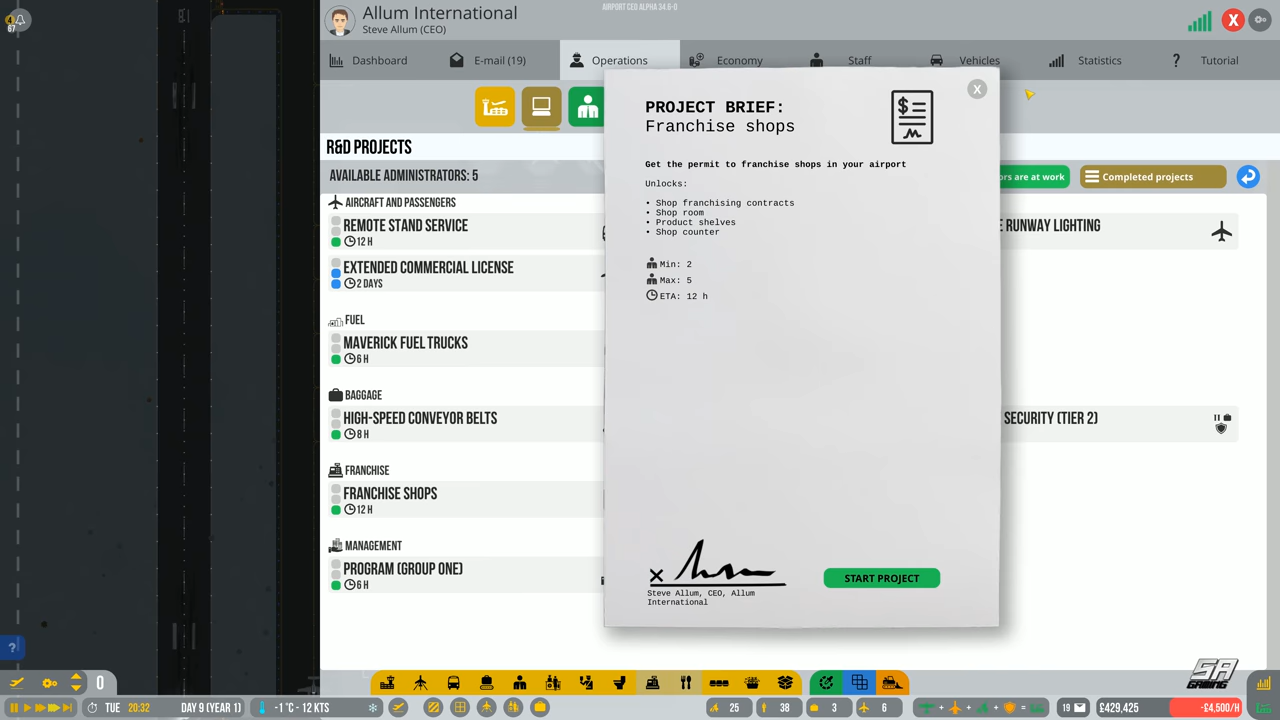 67
Allum International
Steve Allum (CEO)
AIRPORT CEO ALPHA 34.6-0
X
Dashboard
E-mail (19)
Operations
Economy
Staff
Vehicles
Statistics
? Tutorial
R&D PROJECTS
AVAILABLE ADMINISTRATORS: 5
ors are at work
Completed projects
AIRCRAFT AND PASSENGERS
REMOTE STAND SERVICE
12 H
E RUNWAY LIGHTING
EXTENDED COMMERCIAL LICENSE
2 DAYS
FUEL
MAVERICK FUEL TRUCKS
6 H
BAGGAGE
HIGH-SPEED CONVEYOR BELTS
8 H
SECURITY (TIER 2)
FRANCHISE
FRANCHISE SHOPS
12 H
MANAGEMENT
PROGRAM (GROUP ONE)
6 H
X
PROJECT BRIEF:
Franchise shops
Get the permit to franchise shops in your airport
Unlocks:
• Shop franchising contracts
• Shop room
• Product shelves
• Shop counter
Min: 2
Max: 5
ETA: 12 h
START PROJECT
Steve Allum, CEO, Allum
International
?
0
SA
GAMING
TUE 20:32
DAY 9 (YEAR 1)
-1 °C - 12 KTS
25
38
3
6
19
£429,425
-£4,500/H